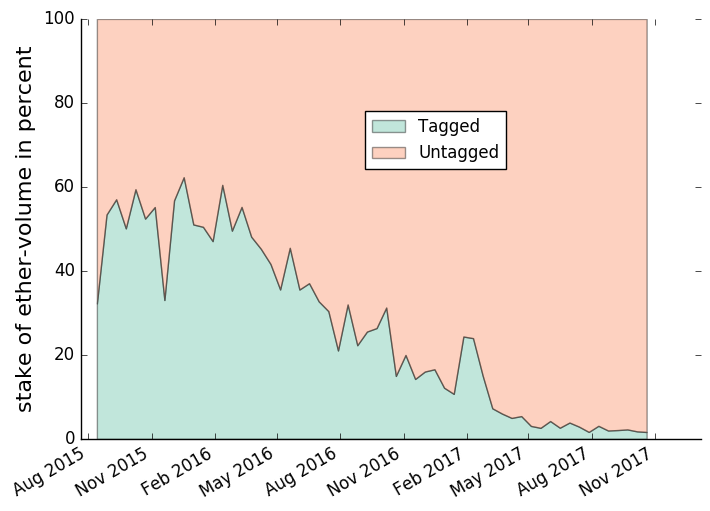 stake of ether-volume in percent
100
80
60
40
20
0
Tagged
Untagged
Aug 2015
Nov 2015
Feb 2016
May 2016
Aug 2016
Nov 2016
Feb 2017
May 2017
Aug 2017
Nov 2017